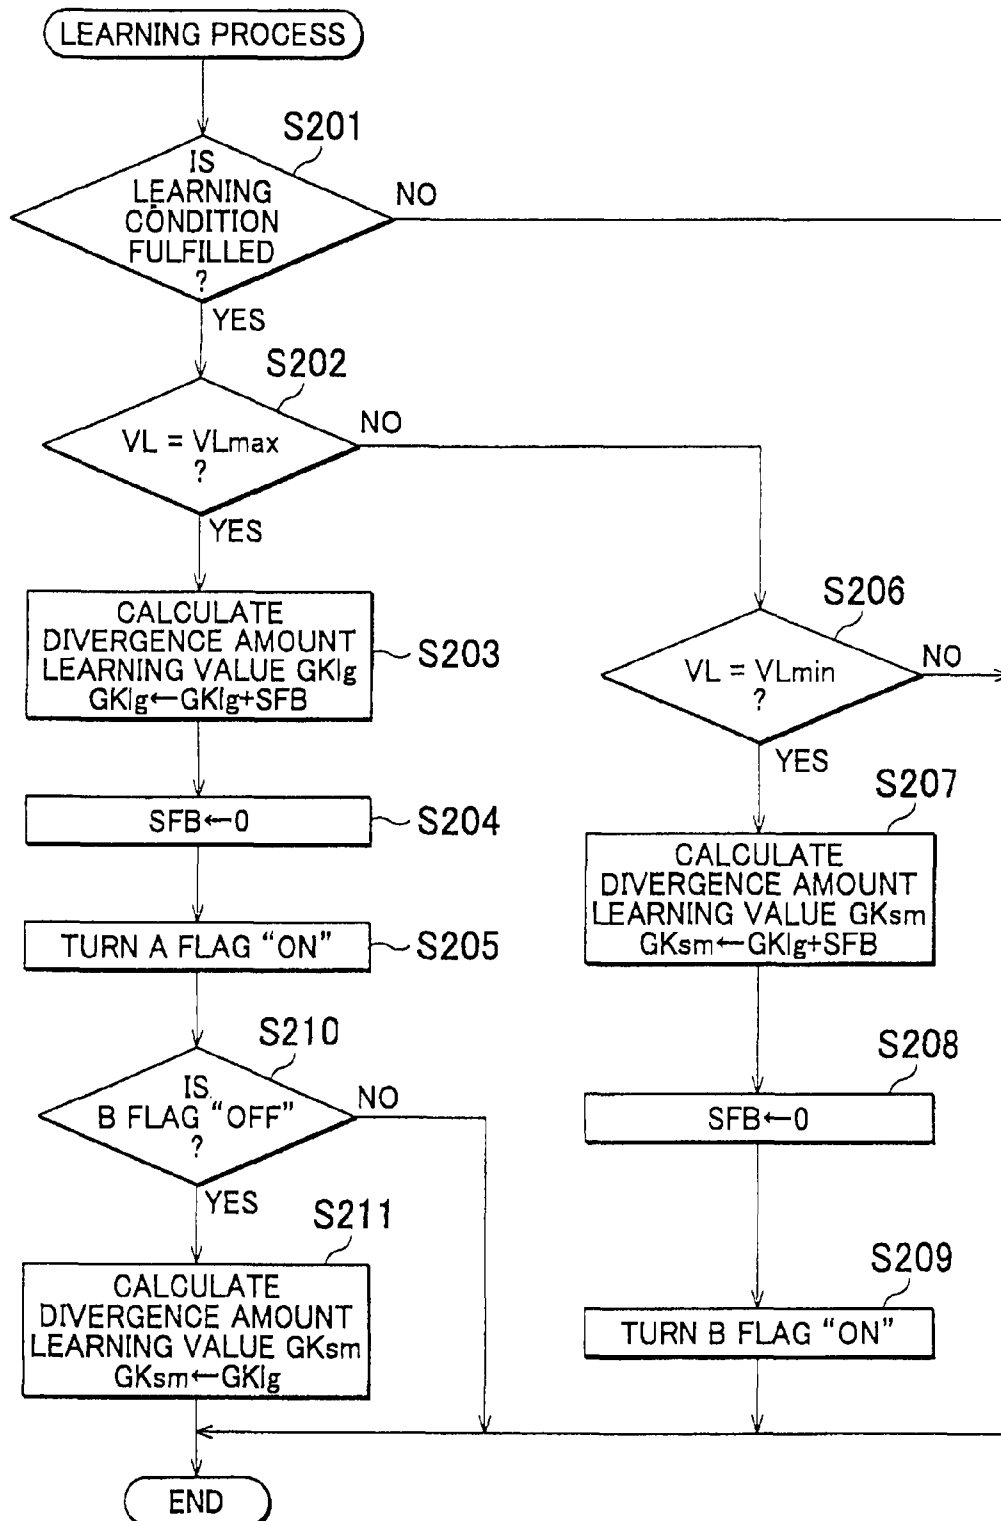 LEARNING PROCESS
S201
IS
LEARNING
CONDITION
FULFILLED
?
NO
YES
S202
VL = VLmax
?
NO
YES
CALCULATE
DIVERGENCE AMOUNT
LEARNING VALUE GKlg
GKlg←GKlg+SFB
S203
SFB←0
S204
TURN A FLAG “ON”
S205
S210
IS
B FLAG “OFF”
?
NO
YES
S211
CALCULATE
DIVERGENCE AMOUNT
LEARNING VALUE GKsm
GKsm←GKlg
S206
VL = VLmin
?
NO
YES
S207
CALCULATE
DIVERGENCE AMOUNT
LEARNING VALUE GKsm
GKsm←GKlg+SFB
S208
SFB←0
S209
TURN B FLAG “ON”
END